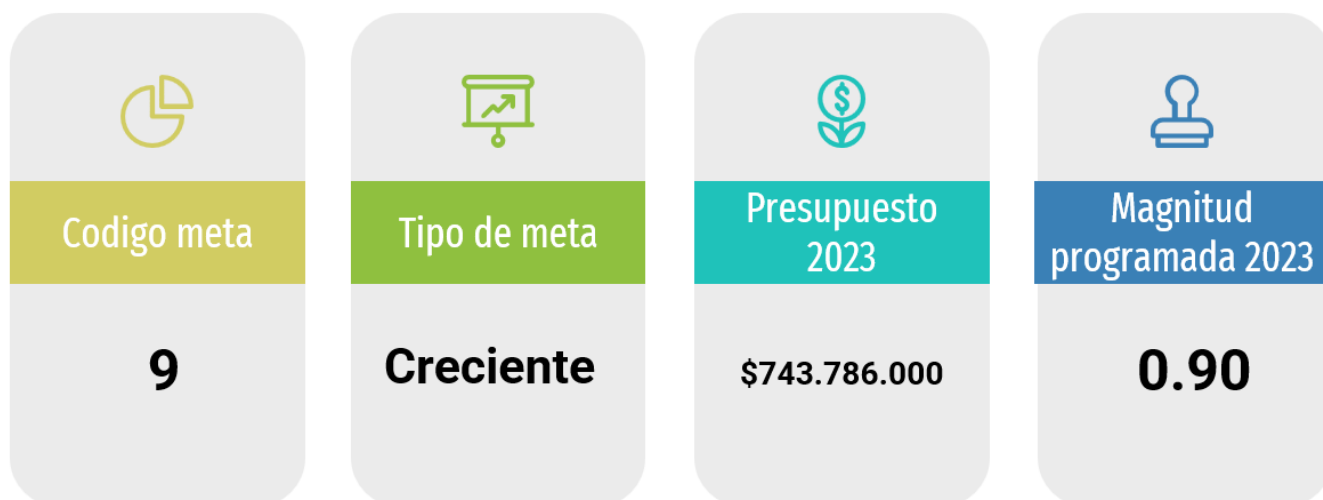 Codigo meta
9
Tipo de meta
Creciente
Presupuesto
2023
$743.786.000
Magnitud
programada 2023
0.90